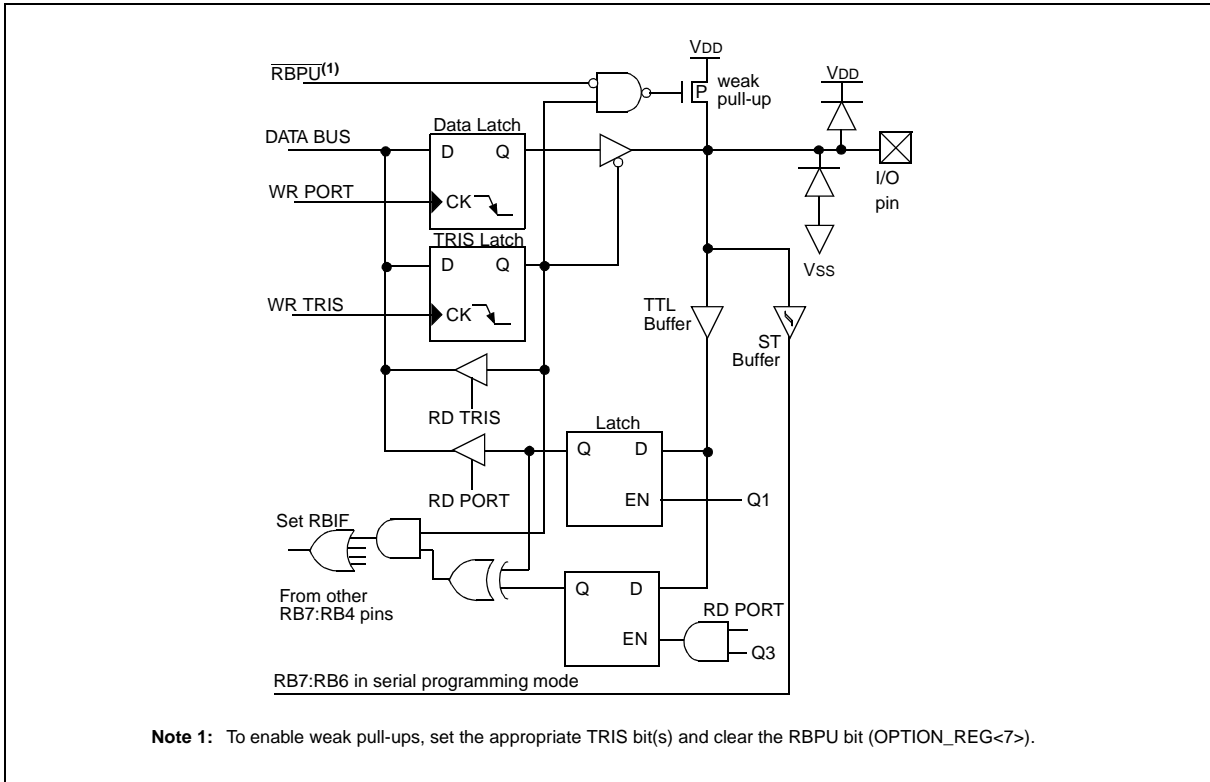 VDD
RBPU(1)
weak
pull-up
P
VDD
DATA BUS
Data Latch
D Q
I/O
pin
WR PORT
CK
TRIS Latch
D Q
VSS
WR TRIS
CK
TTL
Buffer
ST
Buffer
RD TRIS
Latch
Q D
RD PORT
EN
Q1
Set RBIF
From other
RB7:RB4 pins
Q D
RD PORT
EN
Q3
RB7:RB6 in serial programming mode
Note 1: To enable weak pull-ups, set the appropriate TRIS bit(s) and clear the RBPU bit (OPTION_REG<7>).